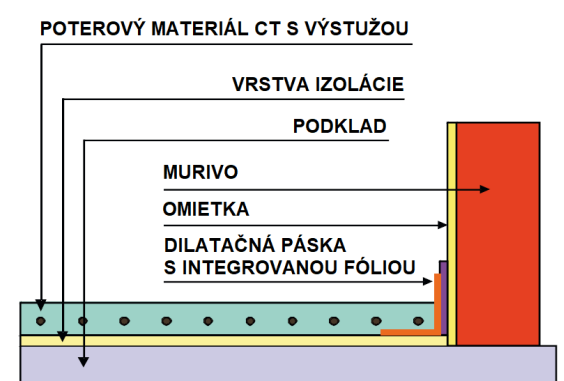 POTEROVÝ MATERIÁL CT S VÝSTUŽOU
VRSTVA IZOLÁCIE
PODKLAD
MURIVO
OMIETKA
DILATAČNÁ PÁSKA
S INTEGROVANOU FÓLIOU